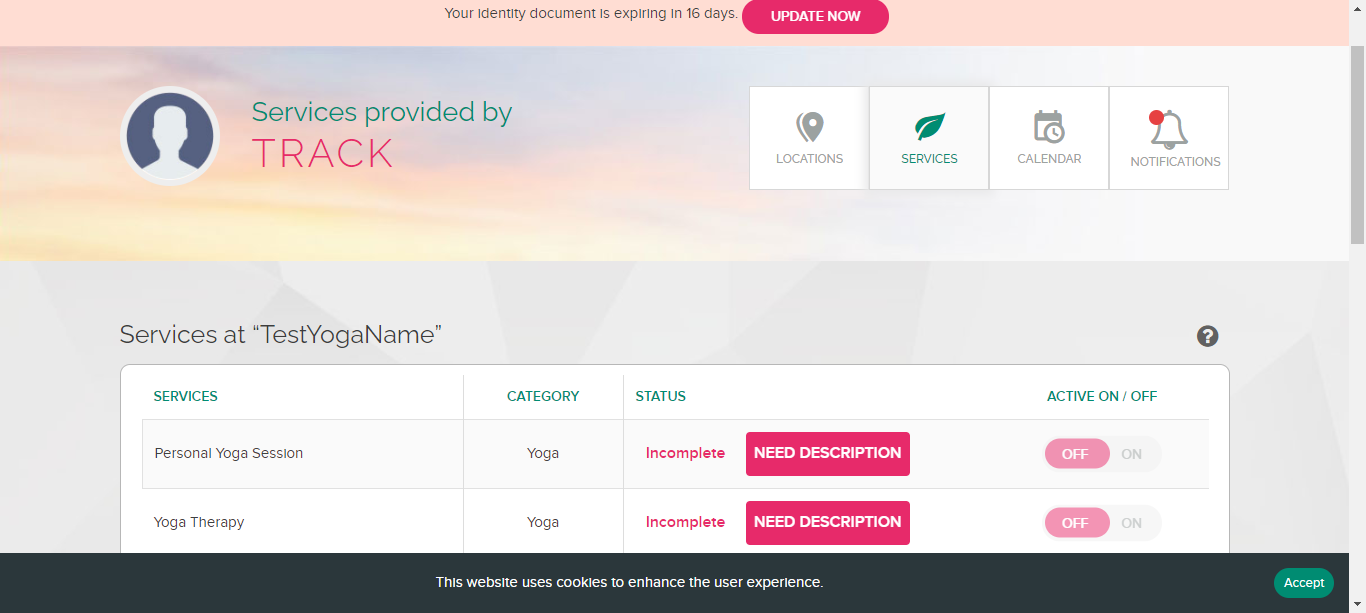 Your identity document is expiring in 16 days. UPDATE NOW
Services provided by
TRACK
LOCATIONS SERVICES CALENDAR NOTIFICATIONS
Services at “TestYogaName” ?
SERVICES CATEGORY STATUS ACTIVE ON / OFF
Personal Yoga Session Yoga Incomplete NEED DESCRIPTION OFF ON
Yoga Therapy Yoga Incomplete NEED DESCRIPTION OFF ON
This website uses cookies to enhance the user experience. Accept